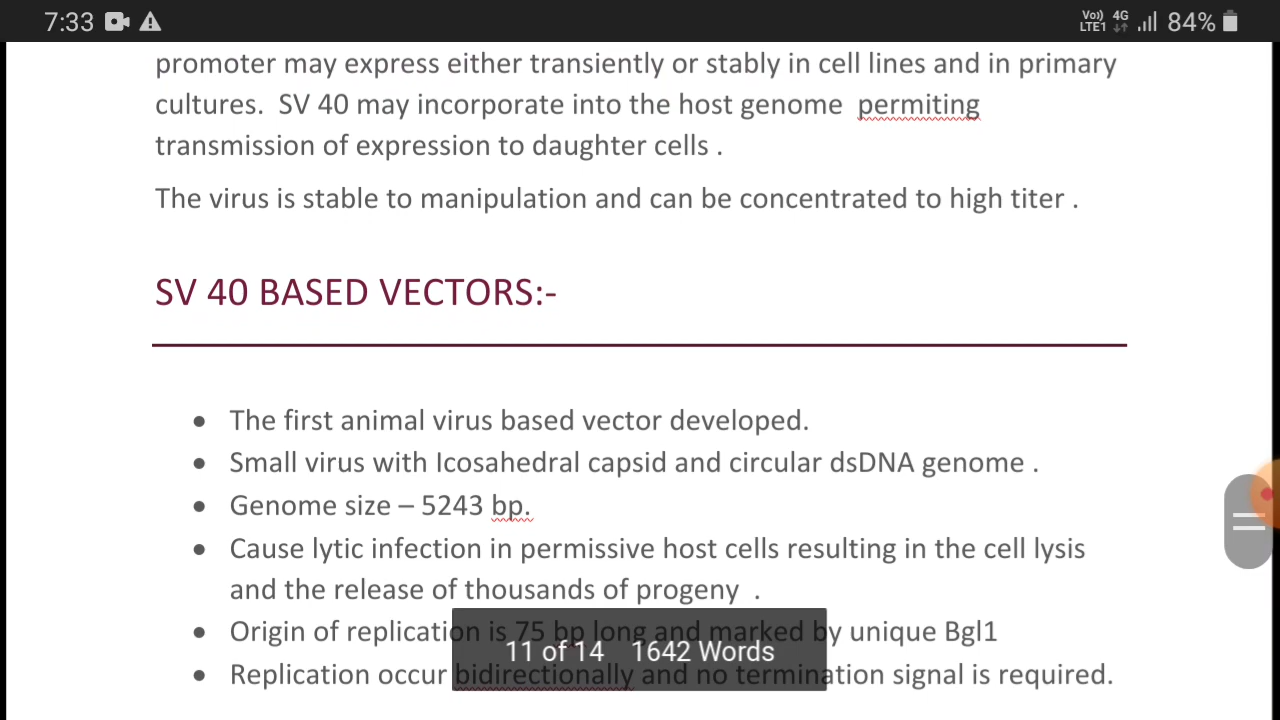 7:33 Vo) 4G LTE1 84%
promoter may express either transiently or stably in cell lines and in primary
cultures. SV 40 may incorporate into the host genome permiting
transmission of expression to daughter cells .
The virus is stable to manipulation and can be concentrated to high titer .
SV 40 BASED VECTORS:-
• The first animal virus based vector developed.
• Small virus with Icosahedral capsid and circular dsDNA genome .
• Genome size – 5243 bp.
• Cause lytic infection in permissive host cells resulting in the cell lysis
and the release of thousands of progeny .
• Origin of replication is 75 bp long and marked by unique Bgl1
11 of 14 1642 Words
• Replication occur bidirectionally and no termination signal is required.